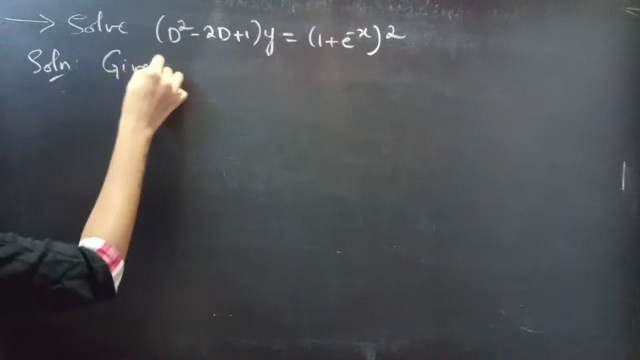 → Solve (D²-2D+1)y = (1+e⁻ˣ)²
Soln: Giv